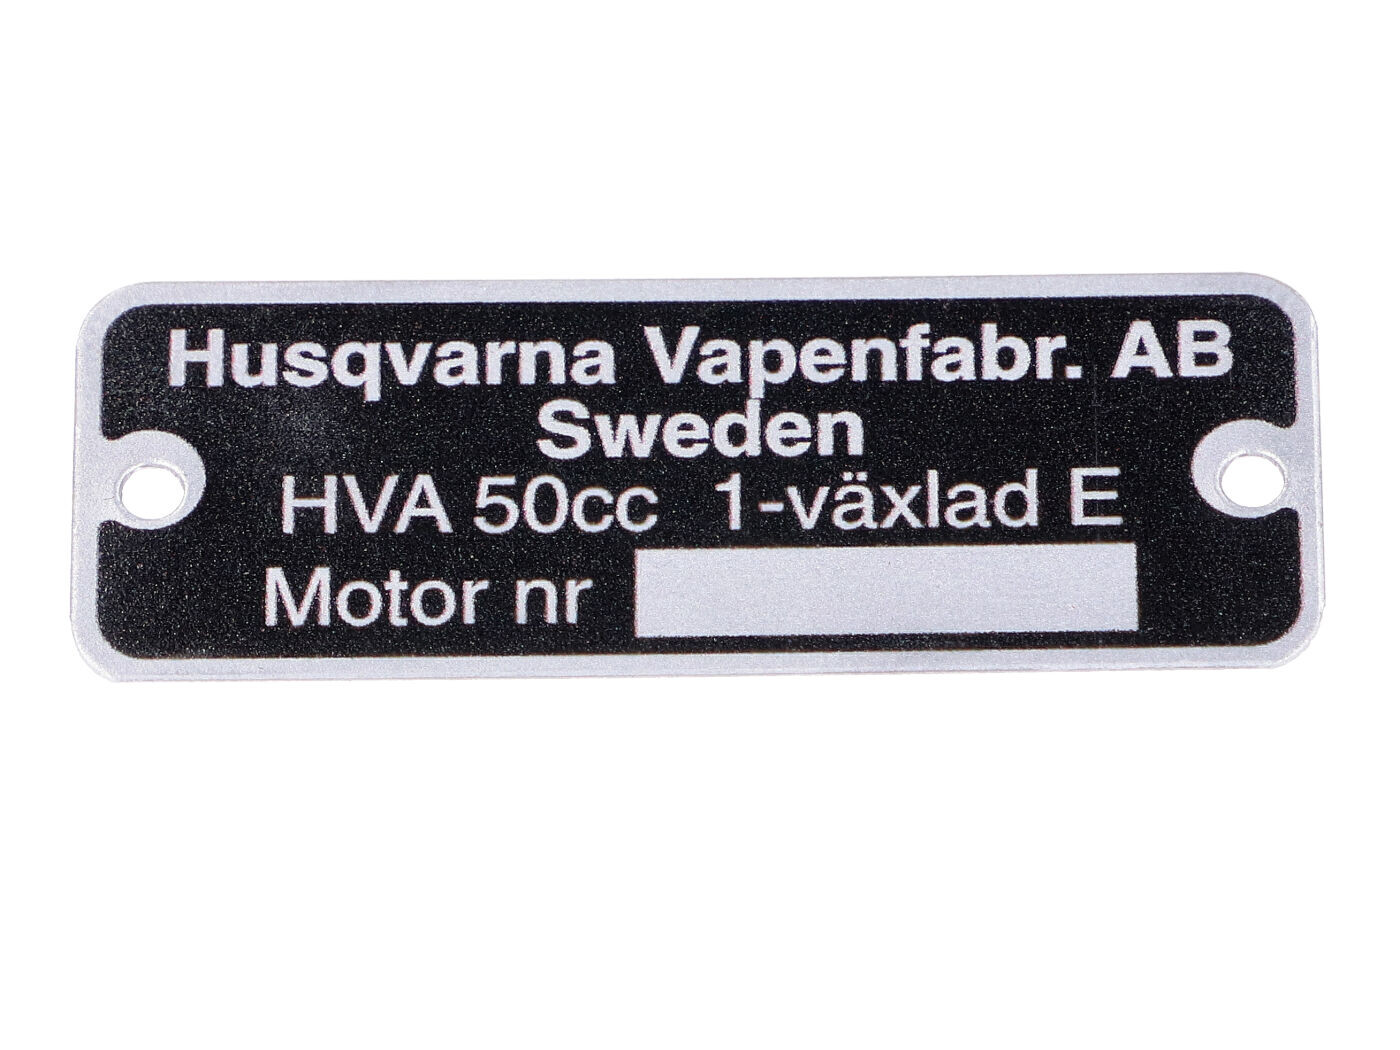 Husqvarna Vapenfabr. AB
Sweden
HVA 50cc 1-växlad E
Motor nr